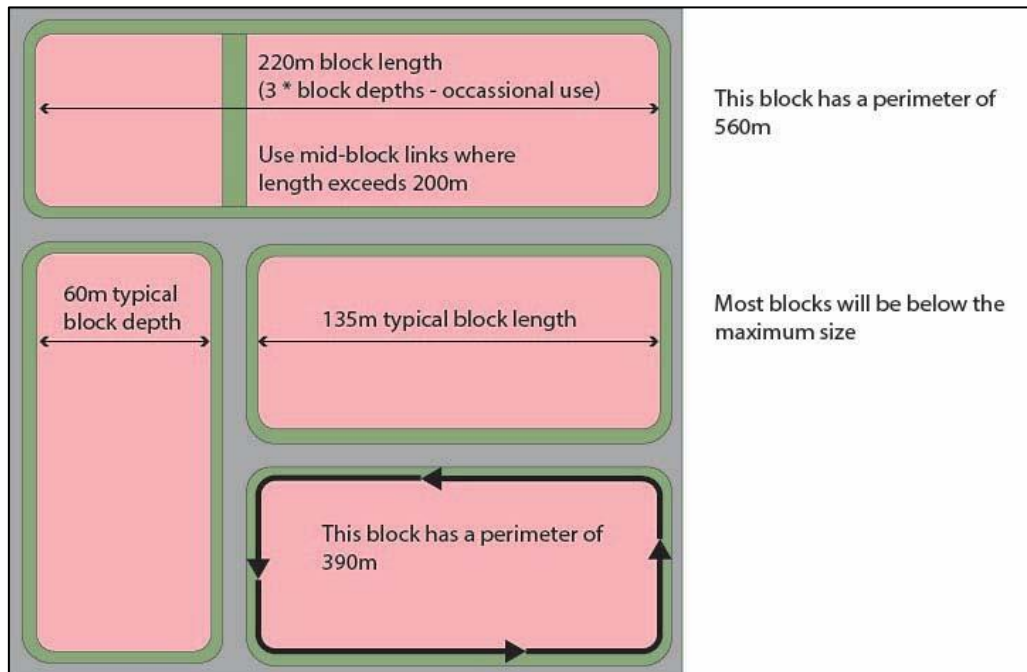 220m block length
(3 * block depths - occassional use)
Use mid-block links where
length exceeds 200m
This block has a perimeter of
560m
60m typical
block depth
135m typical block length
Most blocks will be below the
maximum size
This block has a perimeter of
390m